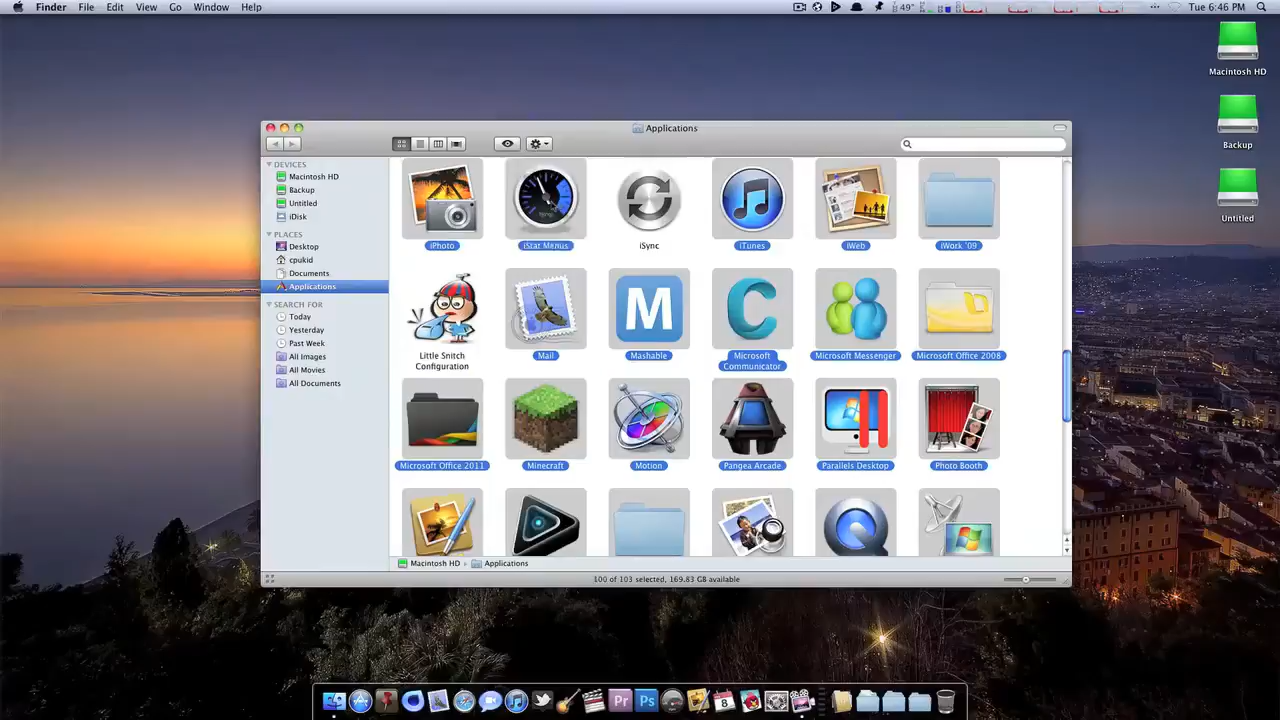 Finder File Edit View Go Window Help
49° Tue 6:46 PM
Macintosh HD
Backup
Untitled
Applications
DEVICES
Macintosh HD
Backup
Untitled
iDisk
PLACES
Desktop
cpukid
Documents
Applications
SEARCH FOR
Today
Yesterday
Past Week
All Images
All Movies
All Documents
iPhoto iStat Menus iSync iTunes iWeb iWork '09
Little Snitch
Configuration
Mail
M
Mashable
Microsoft
Communicator
Microsoft Messenger
Microsoft Office 2008
Microsoft Office 2011 Minecraft Motion Pangea Arcade Parallels Desktop Photo Booth
Macintosh HD Applications
100 of 103 selected, 169.83 GB available
Pr Ps 8